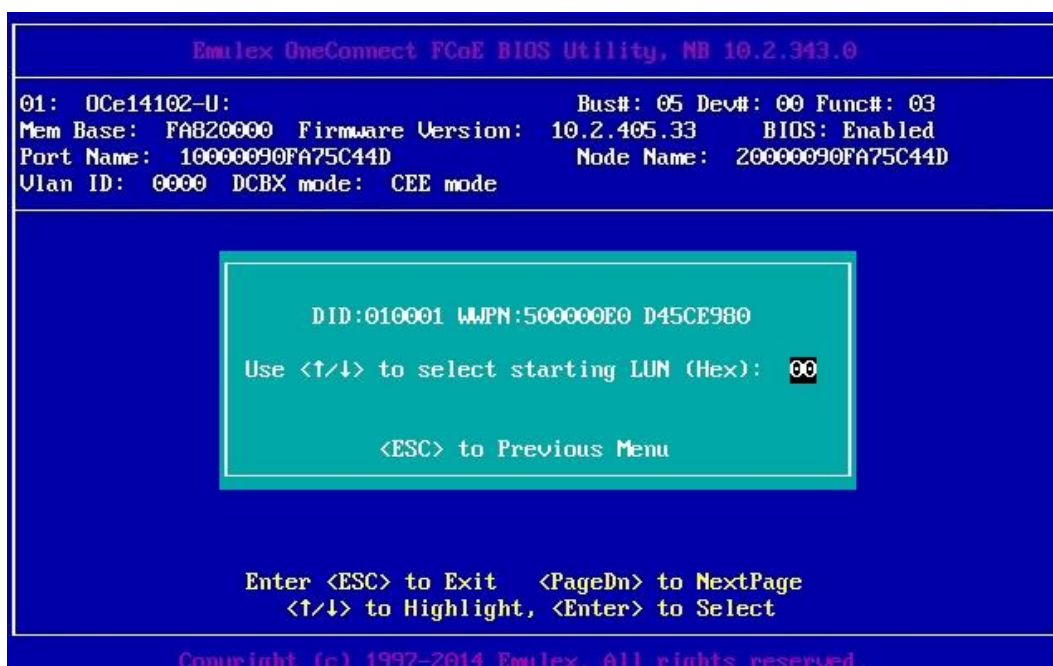 Emulex OneConnect FCoE BIOS Utility, NB 10.2.343.0
01: OCe14102-U: Bus#: 05 Dev#: 00 Func#: 03
Mem Base: FA820000 Firmware Version: 10.2.405.33 BIOS: Enabled
Port Name: 10000090FA75C44D Node Name: 20000090FA75C44D
Vlan ID: 0000 DCBX mode: CEE mode
DID:010001 WWPN:500000E0 D45CE980
Use <↑/↓> to select starting LUN (Hex): 00
<ESC> to Previous Menu
Enter <ESC> to Exit <PageDn> to NextPage
<↑/↓> to Highlight, <Enter> to Select
Copyright (c) 1997-2014 Emulex. All rights reserved.